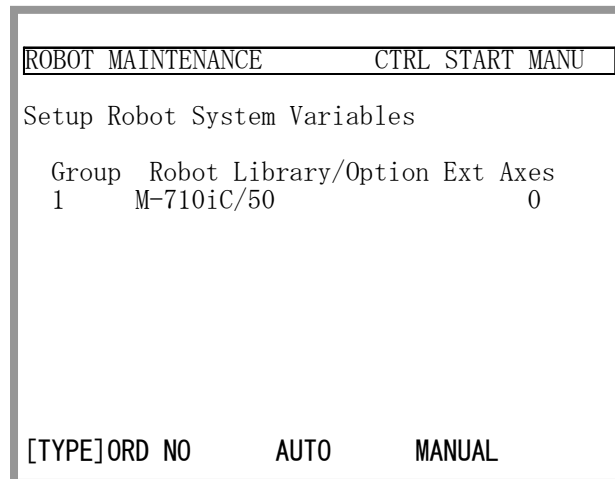 ROBOT MAINTENANCE CTRL START MANU
Setup Robot System Variables
Group Robot Library/Option Ext Axes
1 M-710iC/50 0
[TYPE]ORD NO AUTO MANUAL